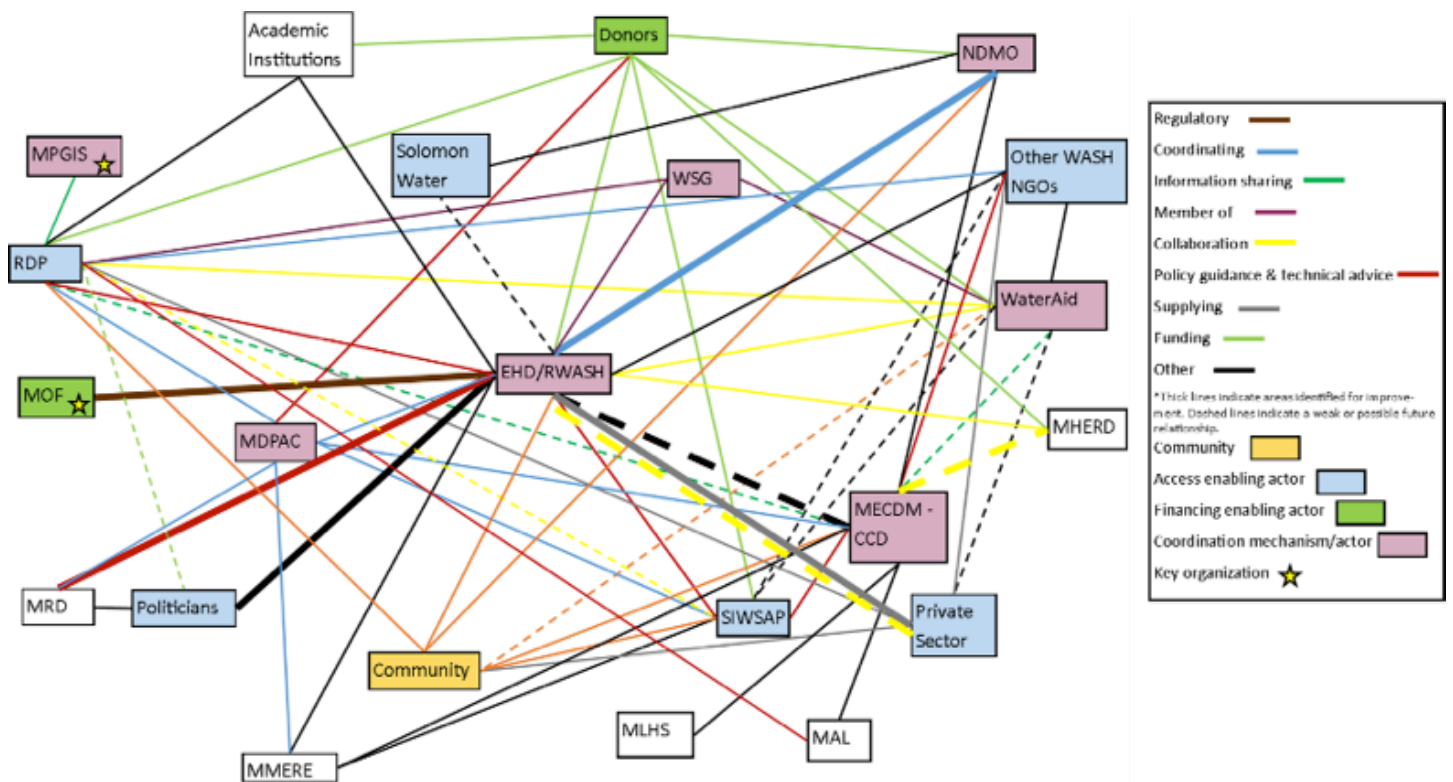 Academic
Institutions
Donors
NDMO
MPGIS
Solomon
Water
WSG
Other WASH
NGOs
RDP
WaterAid
EHD/RWASH
MOF
MDPAC
MHERD
MECDM -
CCD
MRD
Politicians
SIWSAP
Private
Sector
Community
MLHS
MAL
MMERE
Regulatory
Coordinating
Information sharing
Member of
Collaboration
Policy guidance & technical advice
Supplying
Funding
Other
*Thick lines indicate areas identified for improve-
ment. Dashed lines indicate a weak or possible future
relationship.
Community
Access enabling actor
Financing enabling actor
Coordination mechanism/actor
Key organization